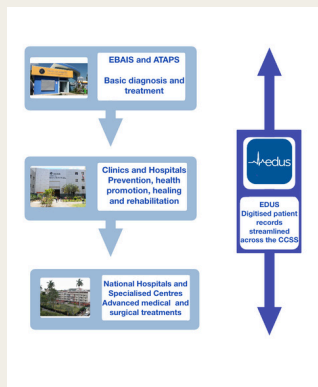 EBAIS and ATAPS
Basic diagnosis and
treatment
Clinics and Hospitals
Prevention, health
promotion, healing
and rehabilitation
National Hospitals and
Specialised Centres
Advanced medical and
surgical treatments
edus
EDUS
Digitised patient
records
streamlined
across the CCSS